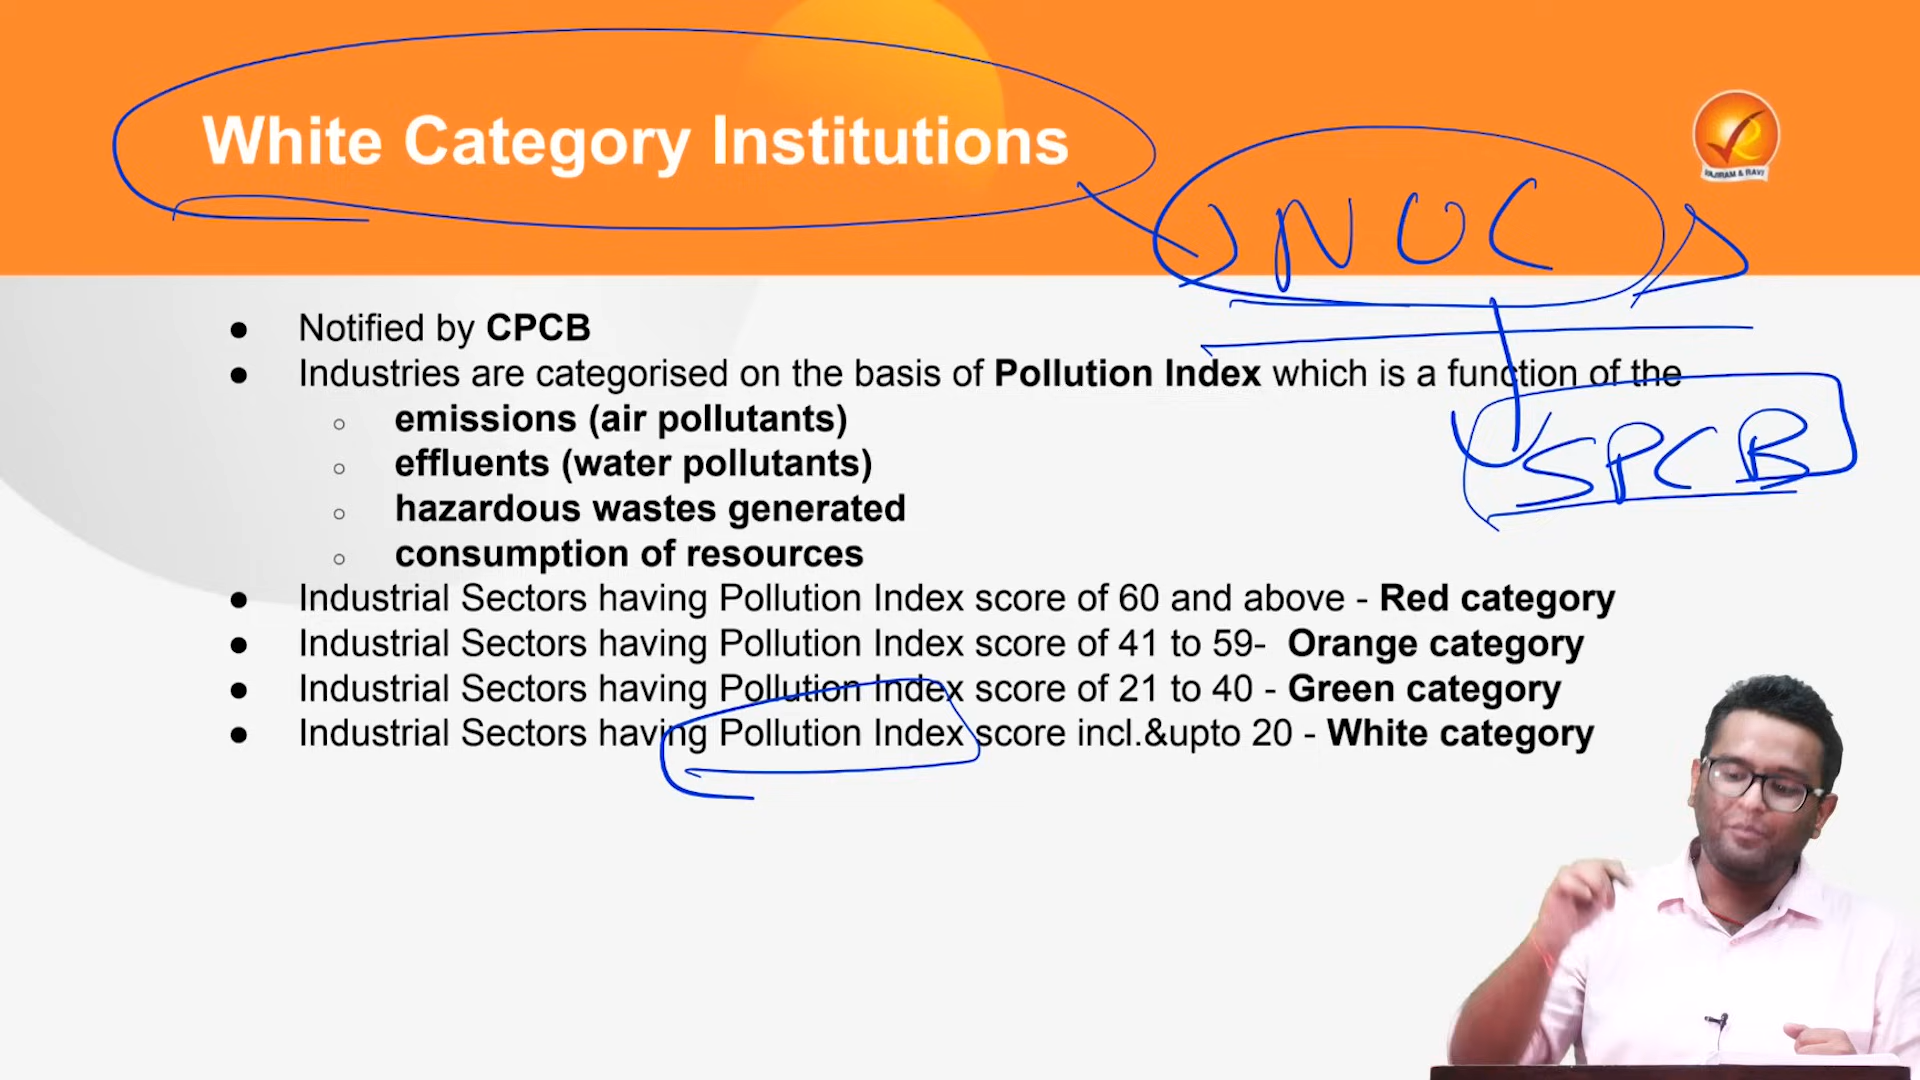 White Category Institutions
VAJIRAM & RAVI
NOC
● Notified by CPCB
● Industries are categorised on the basis of Pollution Index which is a function of the
○ emissions (air pollutants)
○ effluents (water pollutants)
SPCB
○ hazardous wastes generated
○ consumption of resources
● Industrial Sectors having Pollution Index score of 60 and above - Red category
● Industrial Sectors having Pollution Index score of 41 to 59- Orange category
● Industrial Sectors having Pollution Index score of 21 to 40 - Green category
● Industrial Sectors having Pollution Index score incl.&upto 20 - White category